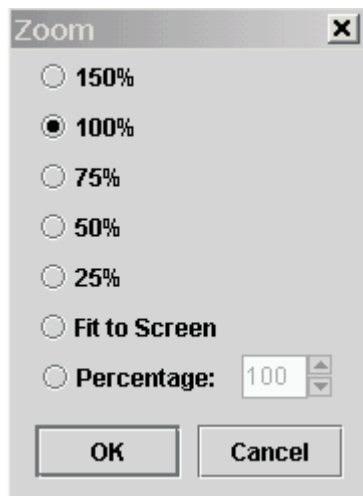 Zoom
150%
100%
75%
50%
25%
Fit to Screen
Percentage: 100
OK Cancel